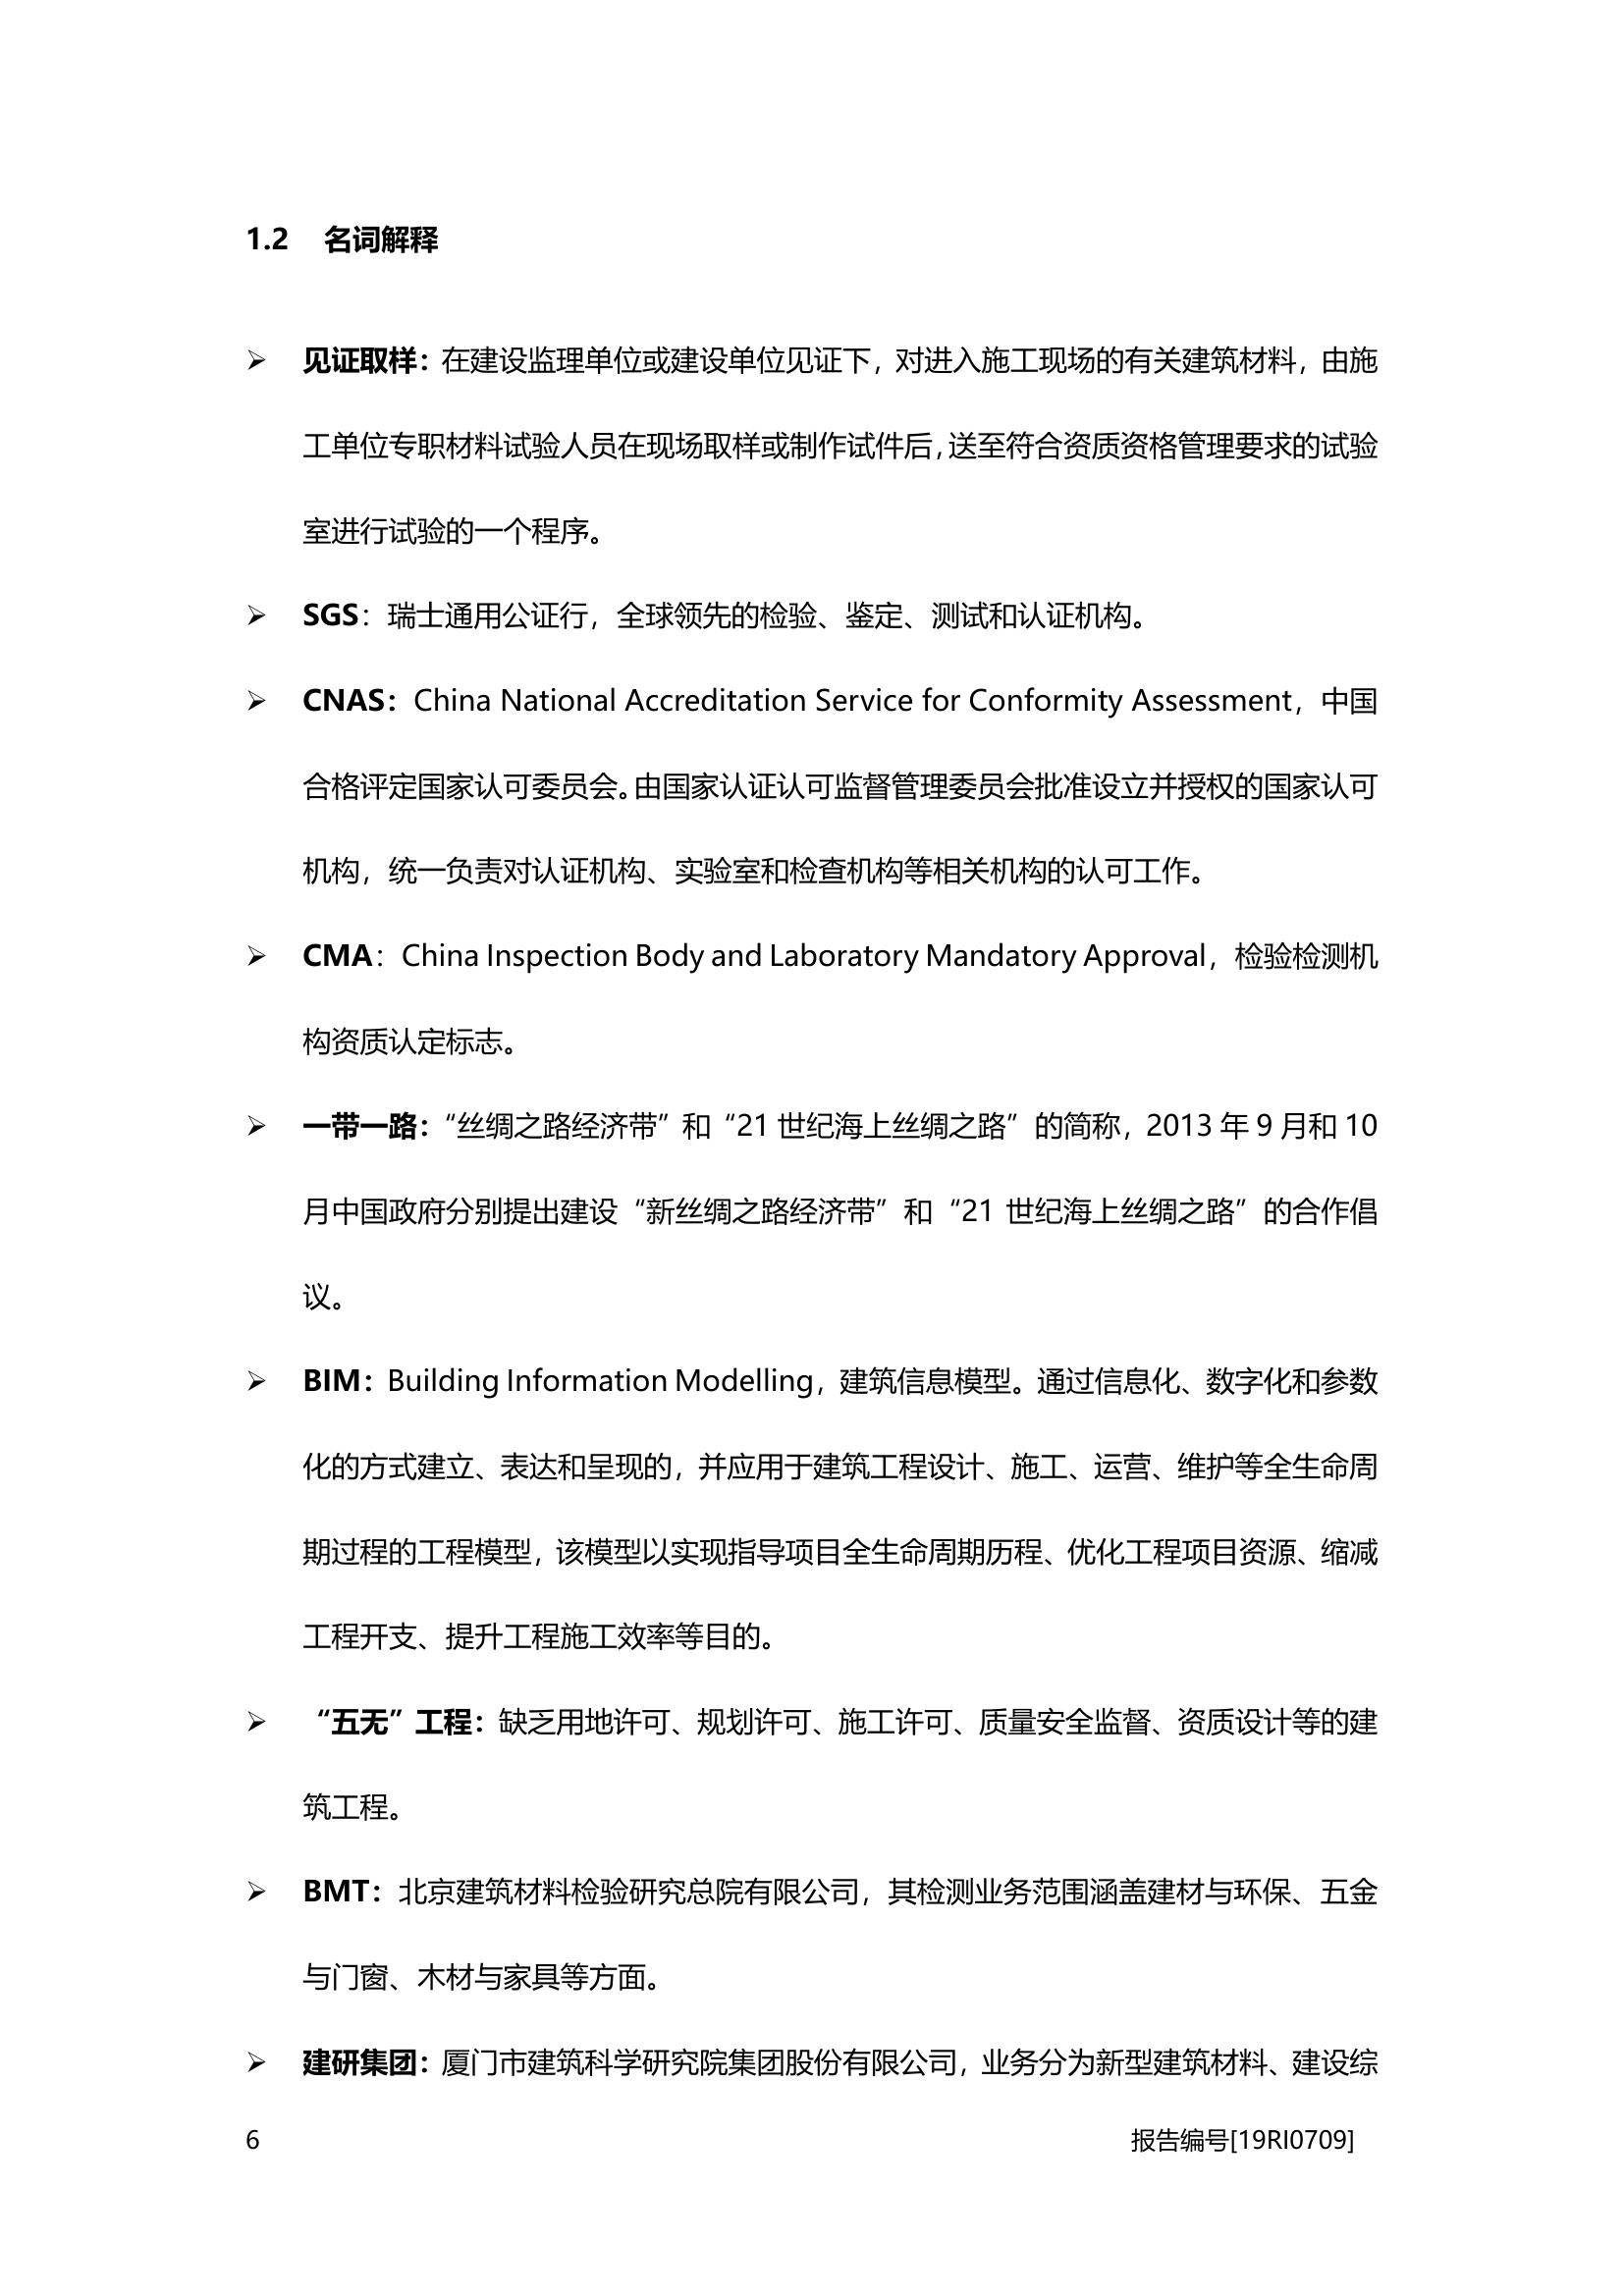 1.2 名词解释
➢ 见证取样：在建设监理单位或建设单位见证下，对进入施工现场的有关建筑材料，由施
工单位专职材料试验人员在现场取样或制作试件后，送至符合资质资格管理要求的试验
室进行试验的一个程序。
➢ SGS：瑞士通用公证行，全球领先的检验、鉴定、测试和认证机构。
➢ CNAS：China National Accreditation Service for Conformity Assessment，中国
合格评定国家认可委员会。由国家认证认可监督管理委员会批准设立并授权的国家认可
机构，统一负责对认证机构、实验室和检查机构等相关机构的认可工作。
➢ CMA：China Inspection Body and Laboratory Mandatory Approval，检验检测机
构资质认定标志。
➢ 一带一路：“丝绸之路经济带”和“21 世纪海上丝绸之路”的简称，2013 年 9 月和 10
月中国政府分别提出建设“新丝绸之路经济带”和“21 世纪海上丝绸之路”的合作倡
议。
➢ BIM：Building Information Modelling，建筑信息模型。通过信息化、数字化和参数
化的方式建立、表达和呈现的，并应用于建筑工程设计、施工、运营、维护等全生命周
期过程的工程模型，该模型以实现指导项目全生命周期历程、优化工程项目资源、缩减
工程开支、提升工程施工效率等目的。
➢ “五无”工程：缺乏用地许可、规划许可、施工许可、质量安全监督、资质设计等的建
筑工程。
➢ BMT：北京建筑材料检验研究总院有限公司，其检测业务范围涵盖建材与环保、五金
与门窗、木材与家具等方面。
➢ 建研集团：厦门市建筑科学研究院集团股份有限公司，业务分为新型建筑材料、建设综
6 报告编号[19RI0709]